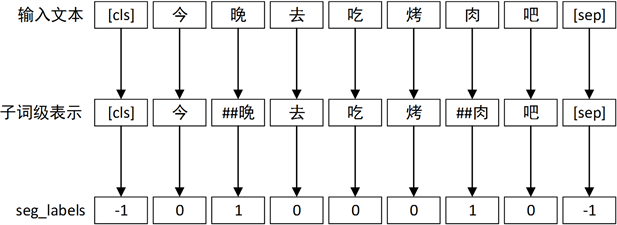 输入文本 [cls] 今 晚 去 吃 烤 肉 吧 [sep]
子词级表示 [cls] 今 ##晚 去 吃 烤 ##肉 吧 [sep]
seg_labels -1 0 1 0 0 0 1 0 -1